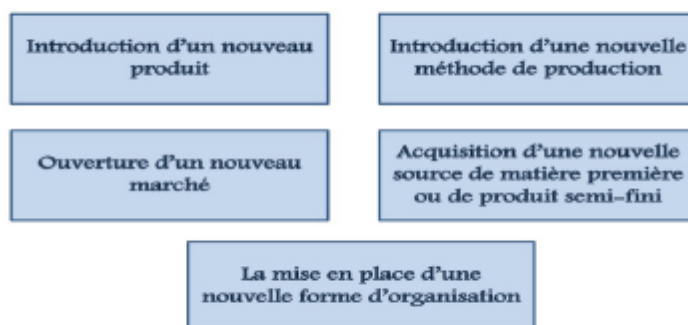 Introduction d'un nouveau
produit
Introduction d'une nouvelle
méthode de production
Ouverture d'un nouveau
marché
Acquisition d'une nouvelle
source de matière première
ou de produit semi-fini
La mise en place d'une
nouvelle forme d'organisation